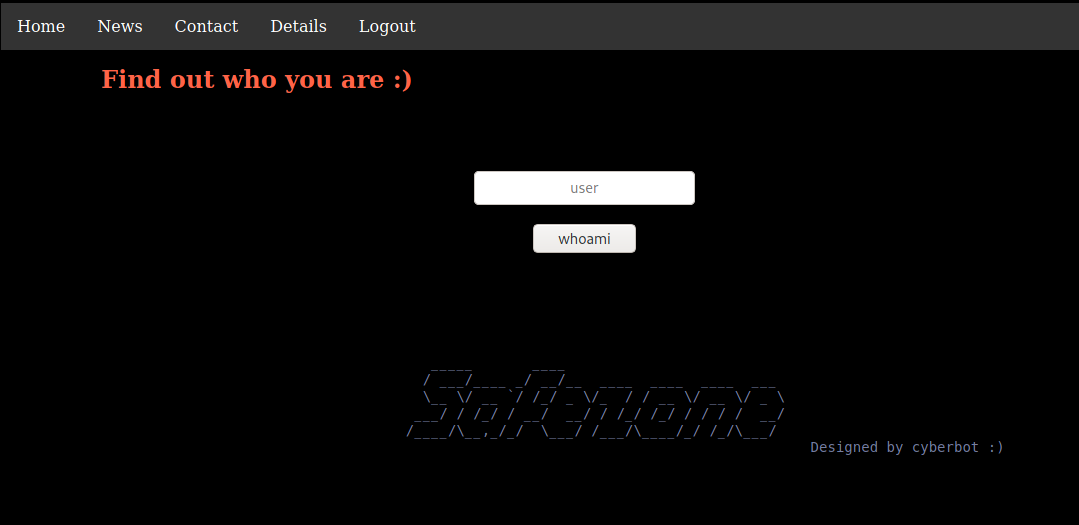 Home News Contact Details Logout
Find out who you are :)
user
whoami
Safezone
Designed by cyberbot :)